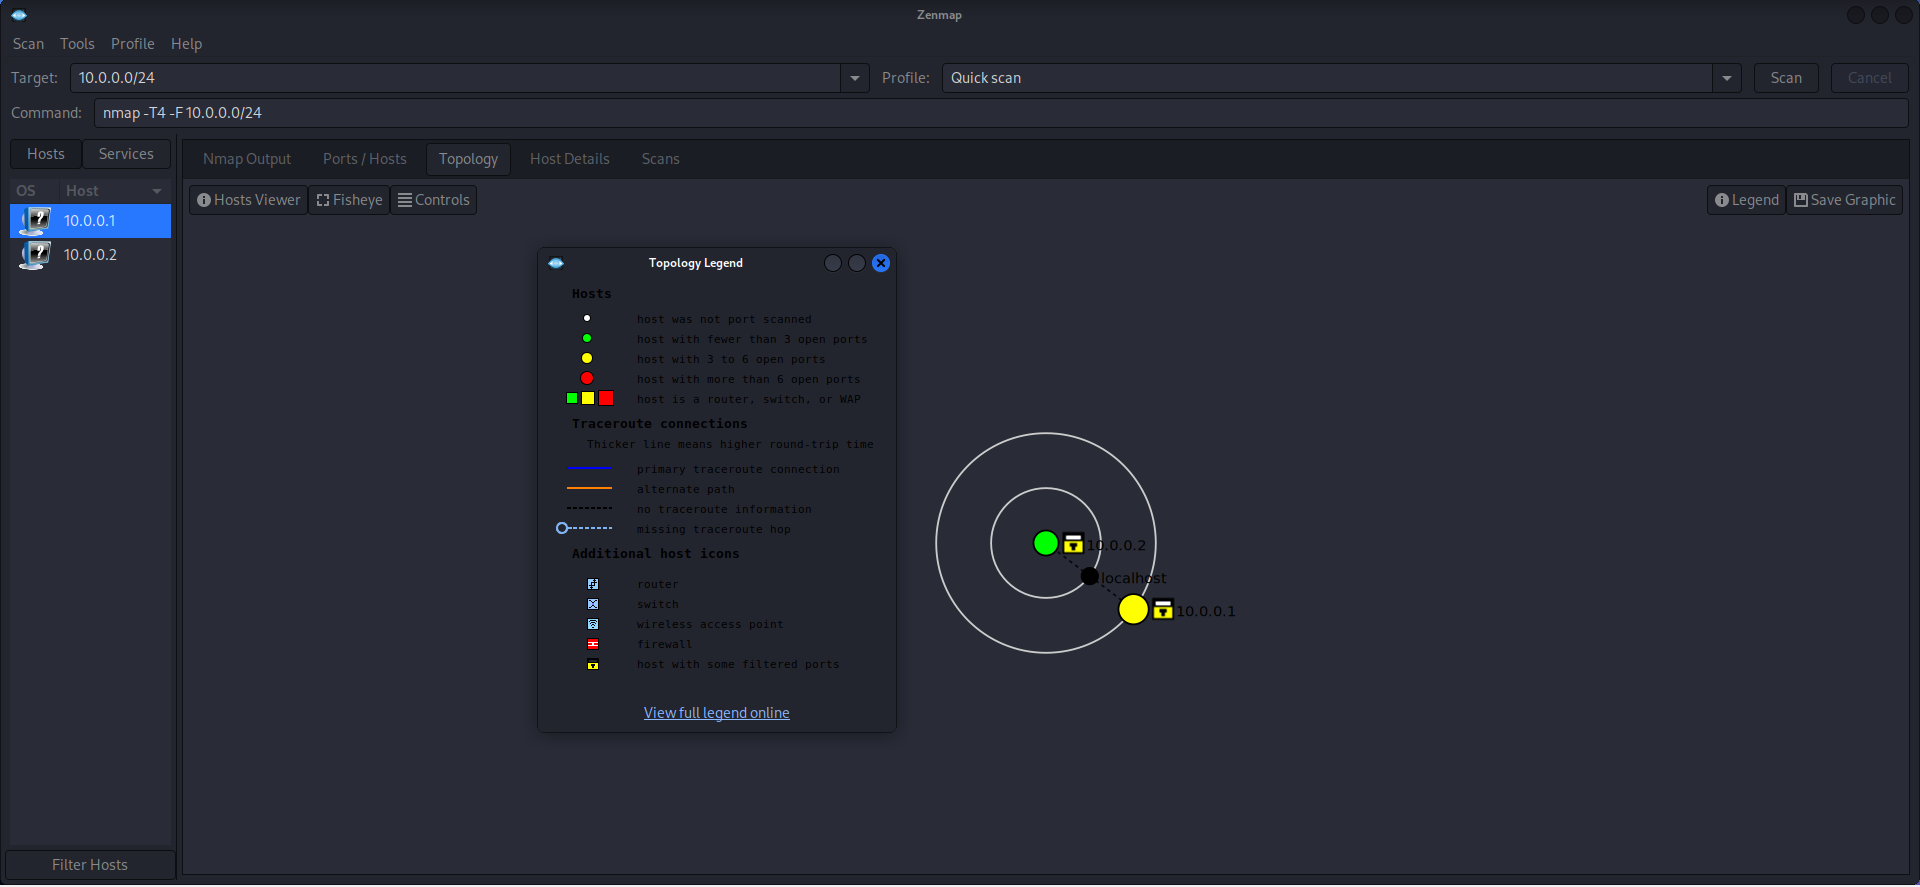 Zenmap
Scan Tools Profile Help
Target: 10.0.0.0/24 Profile: Quick scan Scan Cancel
Command: nmap -T4 -F 10.0.0.0/24
Hosts Services
Nmap Output Ports / Hosts Topology Host Details Scans
OS Host
10.0.0.1
10.0.0.2
Hosts Viewer Fisheye Controls Legend Save Graphic
Topology Legend
Hosts
host was not port scanned
host with fewer than 3 open ports
host with 3 to 6 open ports
host with more than 6 open ports
host is a router, switch, or WAP
Traceroute connections
Thicker line means higher round-trip time
primary traceroute connection
alternate path
no traceroute information
missing traceroute hop
Additional host icons
router
switch
wireless access point
firewall
host with some filtered ports
View full legend online
10.0.0.2
localhost
10.0.0.1
Filter Hosts